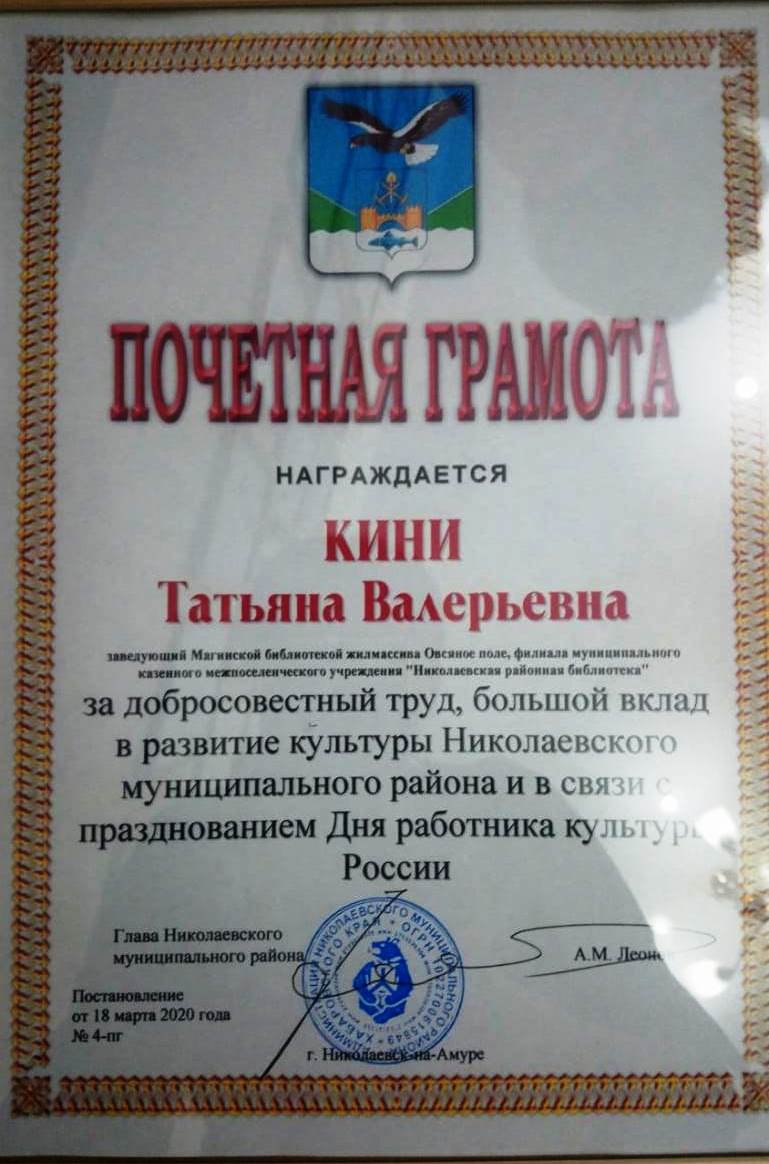 ПОЧЕТНАЯ ГРАМОТА
НАГРАЖДАЕТСЯ
КИНИ
Татьяна Валерьевна
заведующий Магинской библиотекой жилмассива Овсяное поле, филиала муниципального
казенного межпоселенческого учреждения "Николаевская районная библиотека"
за добросовестный труд, большой вклад
в развитие культуры Николаевского
муниципального района и в связи с
празднованием Дня работника культуры
России
Глава Николаевского
муниципального района
А.М. Леонов
Постановление
от 18 марта 2020 года
№ 4-пг
г. Николаевск-на-Амуре